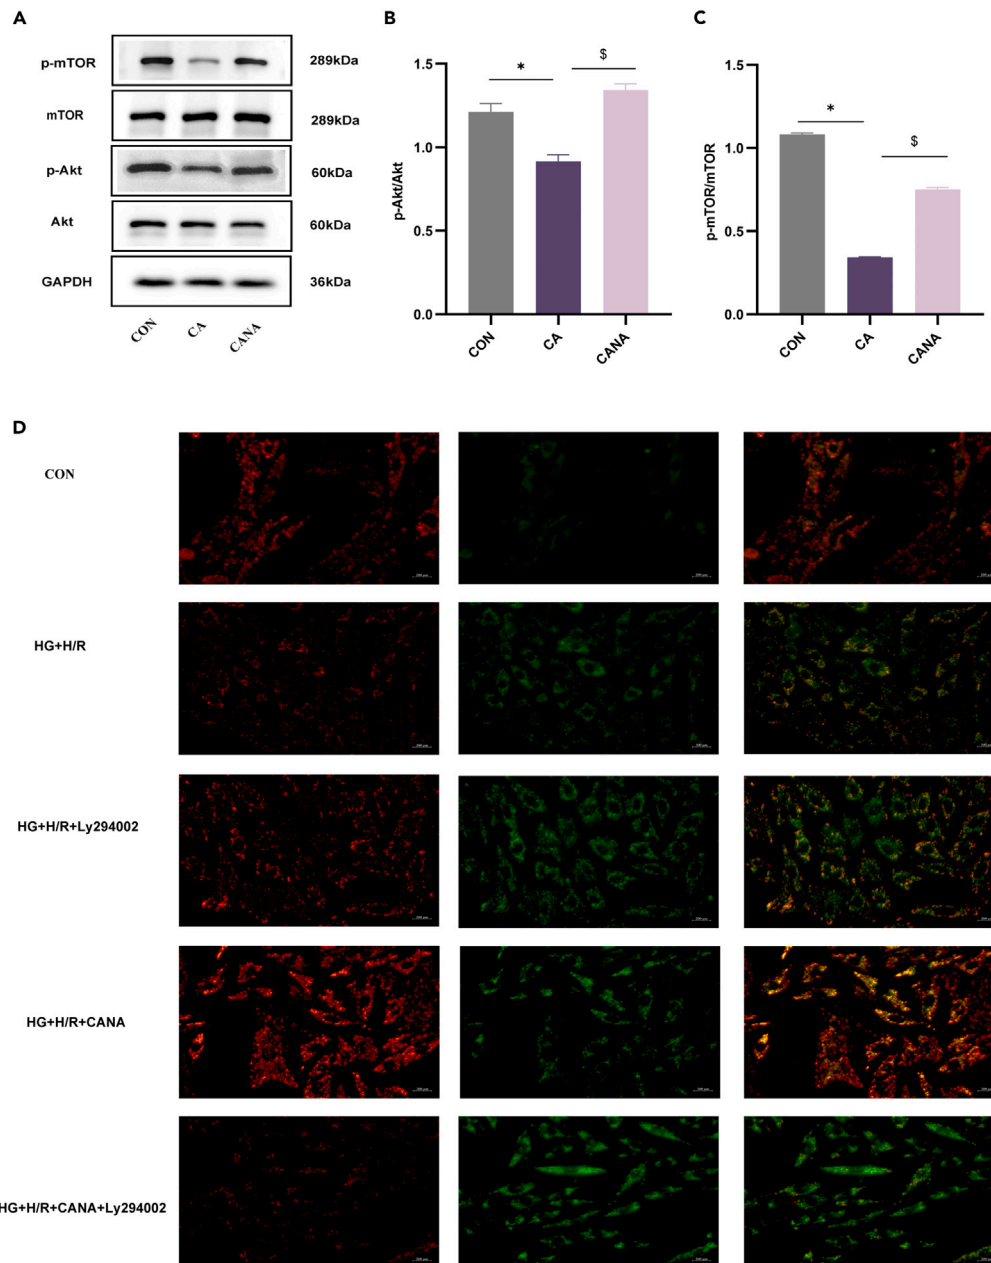 A
p-mTOR
289kDa
mTOR
289kDa
p-Akt
60kDa
Akt
60kDa
GAPDH
36kDa
CON
CA
CANA
B
p-Akt/Akt
1.5
1.0
0.5
0.0
*
$
CON
CA
CANA
C
p-mTOR/mTOR
1.5
1.0
0.5
0.0
*
$
CON
CA
CANA
D
CON
HG+H/R
HG+H/R+Ly294002
HG+H/R+CANA
HG+H/R+CANA+Ly294002